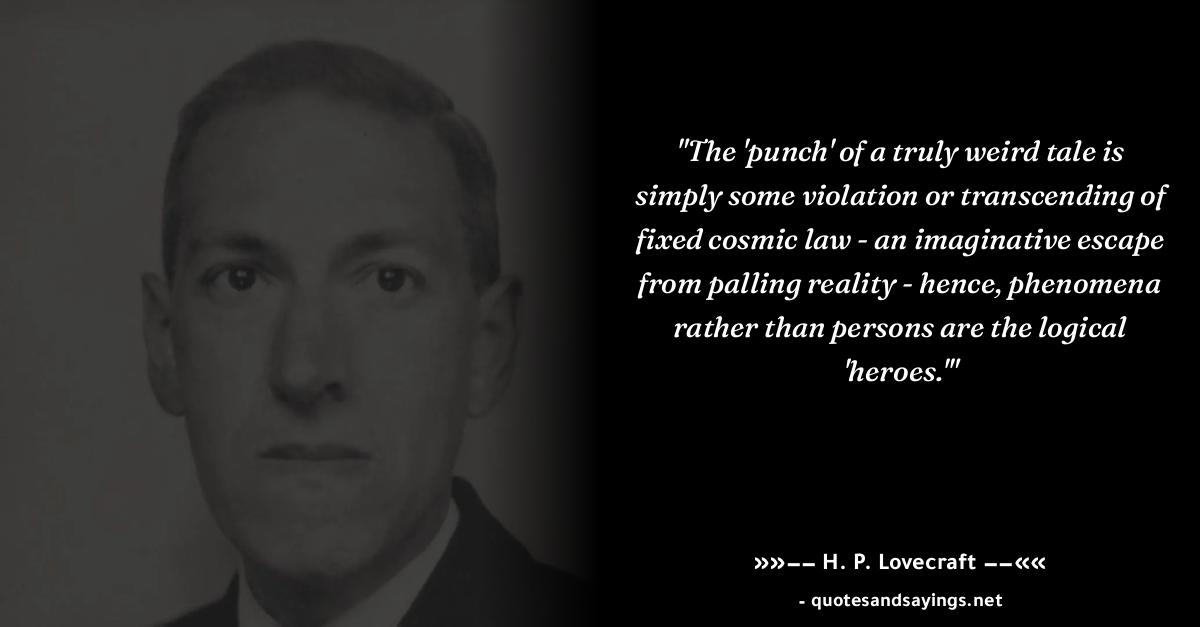 "The 'punch' of a truly weird tale is
simply some violation or transcending of
fixed cosmic law - an imaginative escape
from palling reality - hence, phenomena
rather than persons are the logical
'heroes.'"
»»–– H. P. Lovecraft ––««
- quotesandsayings.net